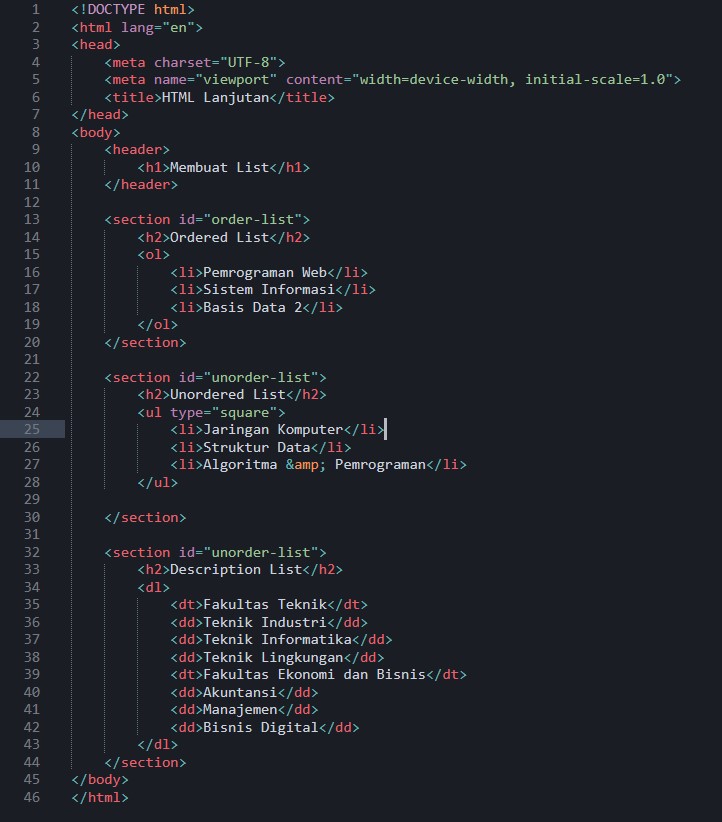 1 <!DOCTYPE html>
2 <html lang="en">
3 <head>
4     <meta charset="UTF-8">
5     <meta name="viewport" content="width=device-width, initial-scale=1.0">
6     <title>HTML Lanjutan</title>
7 </head>
8 <body>
9     <header>
10         <h1>Membuat List</h1>
11     </header>
12
13     <section id="order-list">
14         <h2>Ordered List</h2>
15         <ol>
16             <li>Pemrograman Web</li>
17             <li>Sistem Informasi</li>
18             <li>Basis Data 2</li>
19         </ol>
20     </section>
21
22     <section id="unorder-list">
23         <h2>Unordered List</h2>
24         <ul type="square">
25             <li>Jaringan Komputer</li>
26             <li>Struktur Data</li>
27             <li>Algoritma &amp; Pemrograman</li>
28         </ul>
29
30     </section>
31
32     <section id="unorder-list">
33         <h2>Description List</h2>
34         <dl>
35             <dt>Fakultas Teknik</dt>
36             <dd>Teknik Industri</dd>
37             <dd>Teknik Informatika</dd>
38             <dd>Teknik Lingkungan</dd>
39             <dt>Fakultas Ekonomi dan Bisnis</dt>
40             <dd>Akuntansi</dd>
41             <dd>Manajemen</dd>
42             <dd>Bisnis Digital</dd>
43         </dl>
44     </section>
45 </body>
46 </html>